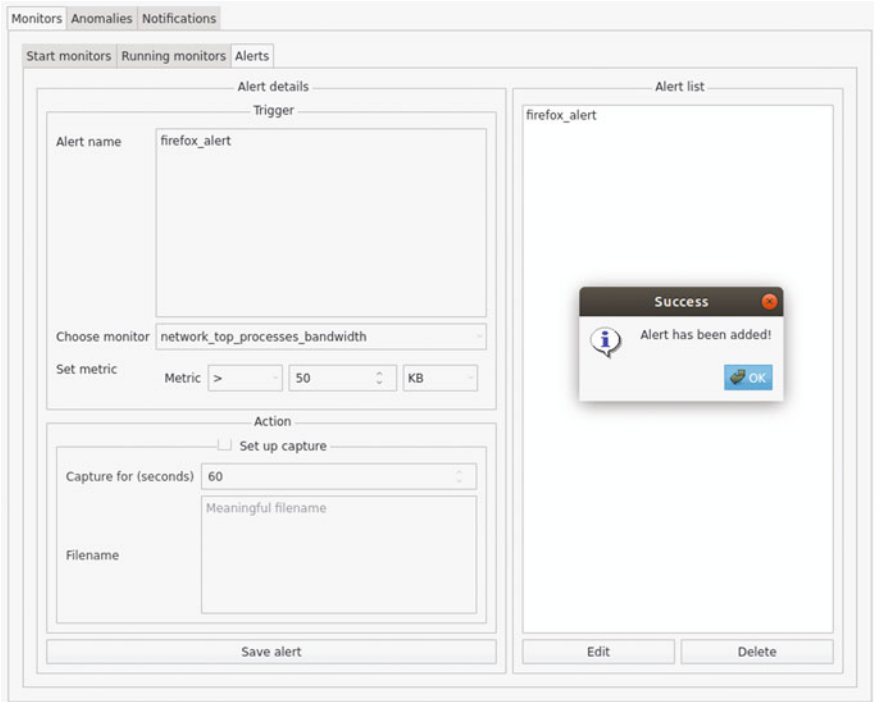 Monitors Anomalies Notifications
Start monitors Running monitors Alerts
Alert details
Trigger
Alert name
firefox_alert
Choose monitor network_top_processes_bandwidth
Set metric
Metric > 50 KB
Action
Set up capture
Capture for (seconds) 60
Filename
Meaningful filename
Save alert
Alert list
firefox_alert
Success
Alert has been added!
OK
Edit Delete